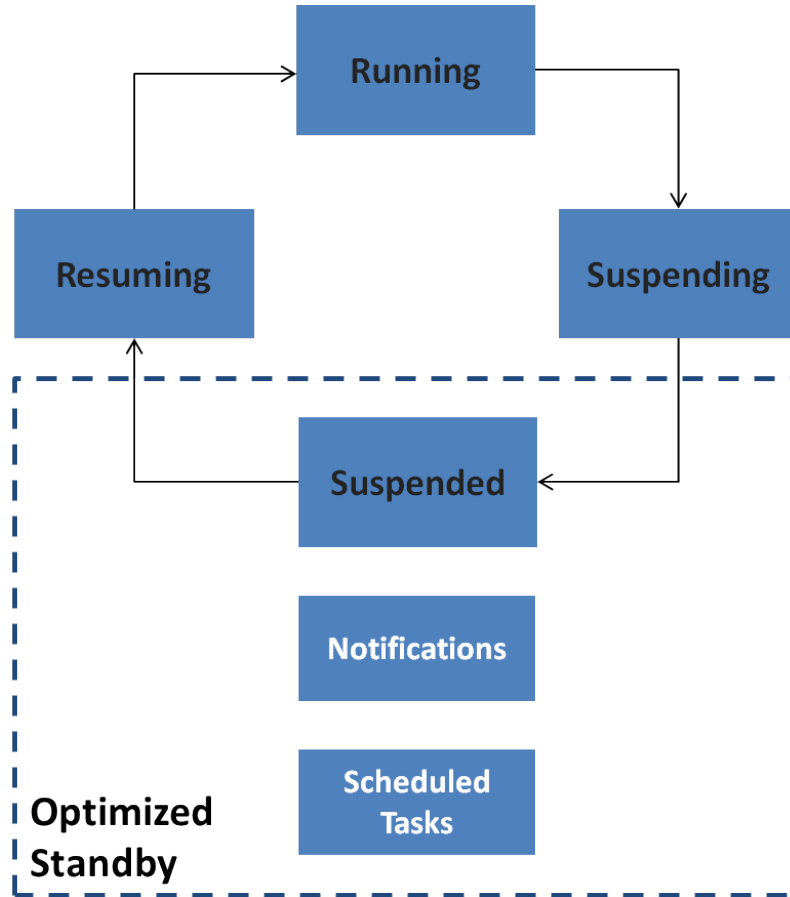 Running
Resuming
Suspending
Suspended
Notifications
Scheduled
Tasks
Optimized
Standby